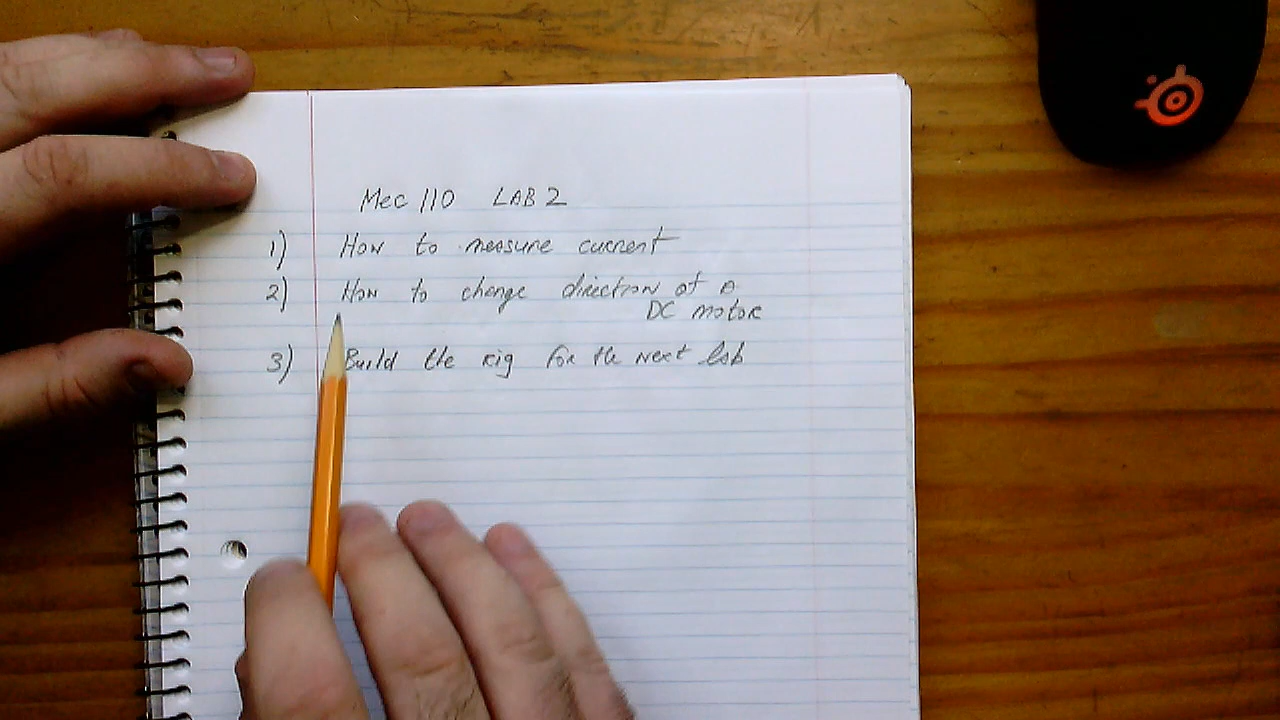 Mec 110 LAB 2
1) How to measure current
2) How to change direction of a
DC motor
3) Build the rig for the next lab